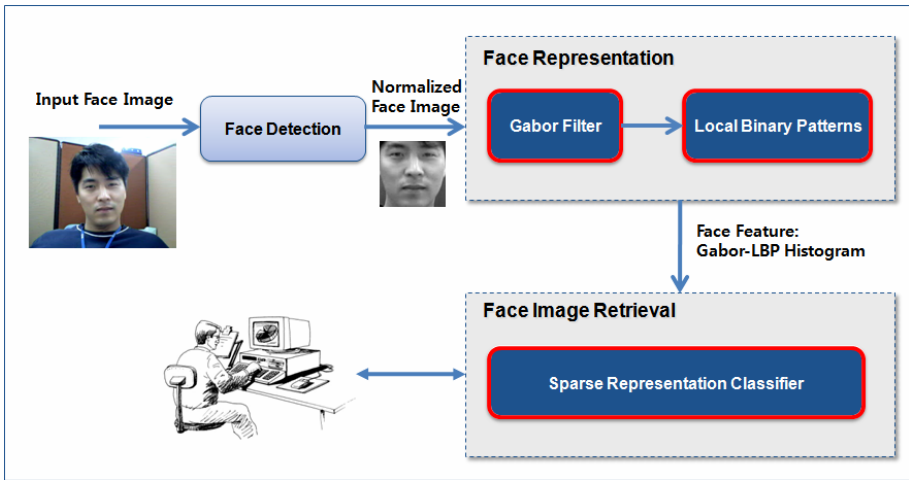 Input Face Image
Face Detection
Normalized
Face Image
Face Representation
Gabor Filter
Local Binary Patterns
Face Feature:
Gabor-LBP Histogram
Face Image Retrieval
Sparse Representation Classifier